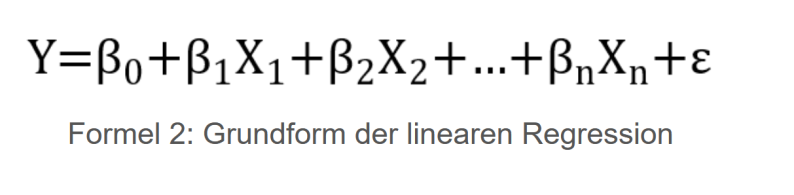 Y=β₀+β₁X₁+β₂X₂+...+βₙXₙ+ε
Formel 2: Grundform der linearen Regression